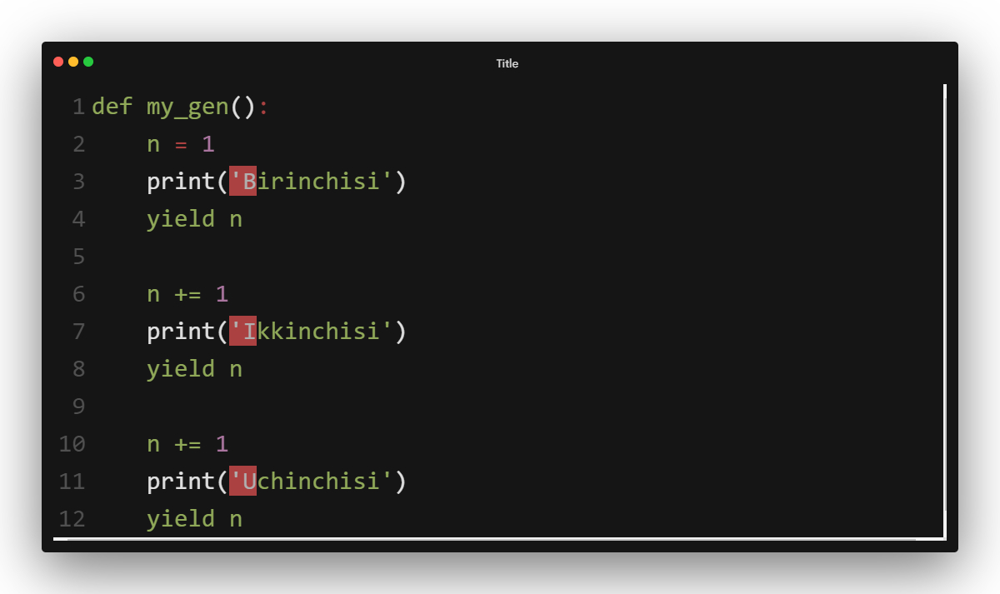 Title
1 def my_gen():
2     n = 1
3     print('Birinchisi')
4     yield n
5
6     n += 1
7     print('Ikkinchisi')
8     yield n
9
10     n += 1
11     print('Uchinchisi')
12     yield n